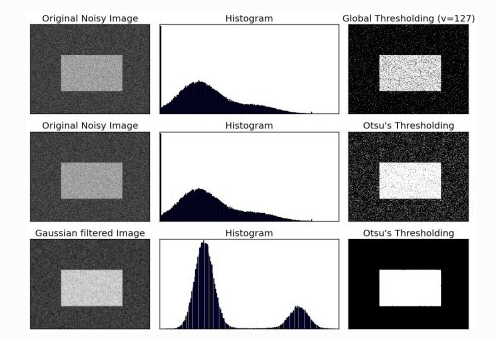 Original Noisy Image
Histogram
Global Thresholding (v=127)
Original Noisy Image
Histogram
Otsu's Thresholding
Gaussian filtered Image
Histogram
Otsu's Thresholding